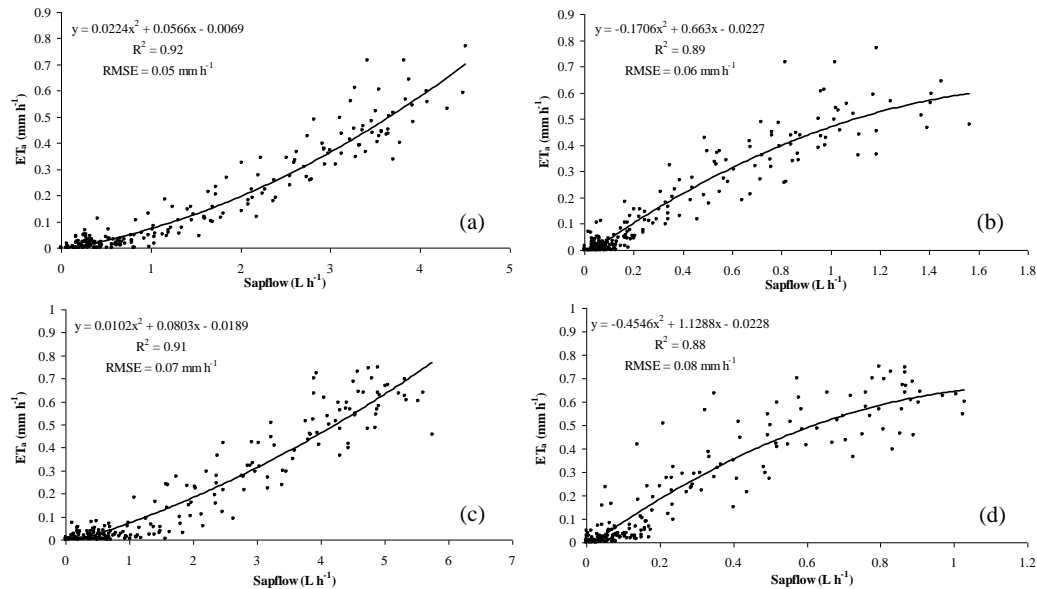 y = 0.0224x² + 0.0566x - 0.0069
R² = 0.92
RMSE = 0.05 mm h⁻¹
0.9
0.8
0.7
0.6
0.5
0.4
0.3
0.2
0.1
0
ETₐ (mm h⁻¹)
(a)
0 1 2 3 4 5
Sapflow (L h⁻¹)
y = -0.1706x² + 0.663x - 0.0227
R² = 0.89
RMSE = 0.06 mm h⁻¹
0.9
0.8
0.7
0.6
0.5
0.4
0.3
0.2
0.1
0
ETₐ (mm h⁻¹)
(b)
0 0.2 0.4 0.6 0.8 1.0 1.2 1.4 1.6 1.8
Sapflow (L h⁻¹)
y = 0.0102x² + 0.0803x - 0.0189
R² = 0.91
RMSE = 0.07 mm h⁻¹
1
0.9
0.8
0.7
0.6
0.5
0.4
0.3
0.2
0.1
0
ETₐ (mm h⁻¹)
(c)
0 1 2 3 4 5 6 7
Sapflow (L h⁻¹)
y = -0.4546x² + 1.1288x - 0.0228
R² = 0.88
RMSE = 0.08 mm h⁻¹
1
0.9
0.8
0.7
0.6
0.5
0.4
0.3
0.2
0.1
0
ETₐ (mm h⁻¹)
(d)
0 0.2 0.4 0.6 0.8 1 1.2
Sapflow (L h⁻¹)